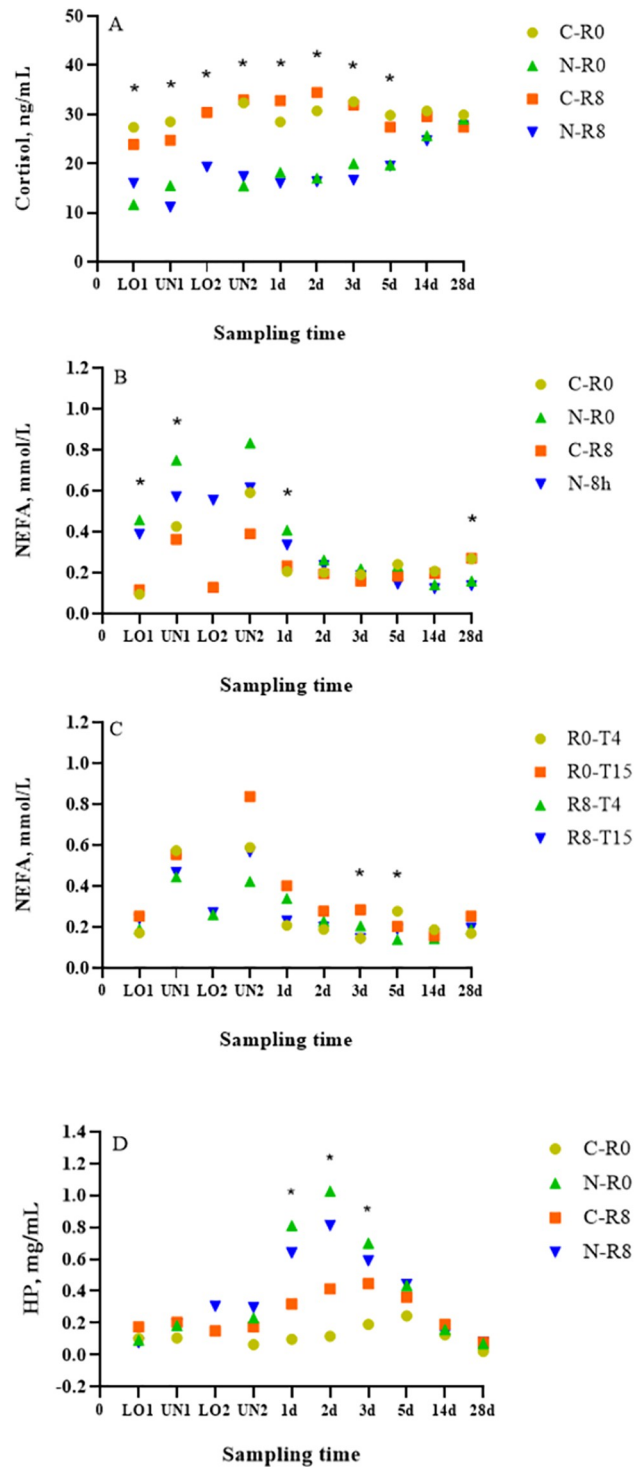 A
50
40
30
20
10
0
Cortisol, ng/mL
* * * * * * * *
0 LO1 UN1 LO2 UN2 1d 2d 3d 5d 14d 28d
Sampling time
C-R0
N-R0
C-R8
N-R8
B
1.2
1.0
0.8
0.6
0.4
0.2
0.0
NEFA, mmol/L
* * * *
0 LO1 UN1 LO2 UN2 1d 2d 3d 5d 14d 28d
Sampling time
C-R0
N-R0
C-R8
N-8h
C
1.2
1.0
0.8
0.6
0.4
0.2
0.0
NEFA, mmol/L
* *
0 LO1 UN1 LO2 UN2 1d 2d 3d 5d 14d 28d
Sampling time
R0-T4
R0-T15
R8-T4
R8-T15
D
1.4
1.2
1.0
0.8
0.6
0.4
0.2
0.0
-0.2
HP, mg/mL
* * *
0 LO1 UN1 LO2 UN2 1d 2d 3d 5d 14d 28d
Sampling time
C-R0
N-R0
C-R8
N-R8